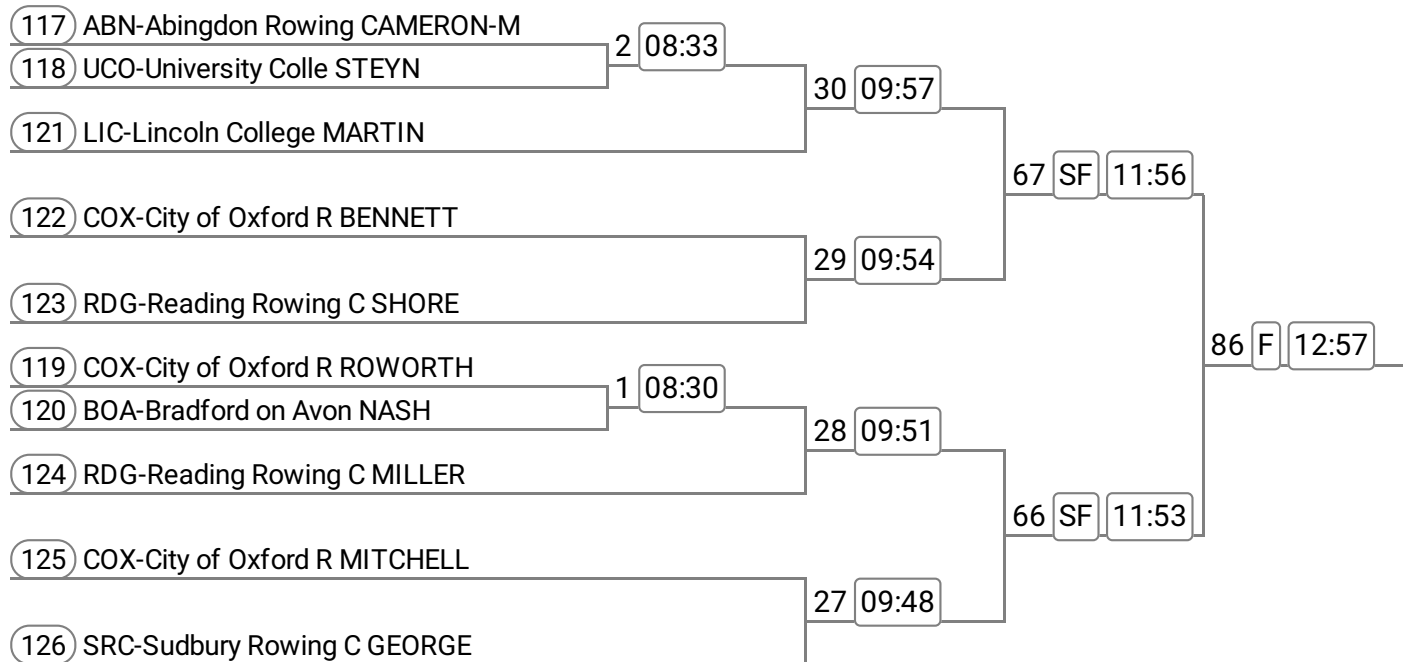 117 ABN-Abingdon Rowing CAMERON-M
2 08:33
118 UCO-University Colle STEYN
30 09:57
121 LIC-Lincoln College MARTIN
67 SF 11:56
122 COX-City of Oxford R BENNETT
29 09:54
123 RDG-Reading Rowing C SHORE
86 F 12:57
119 COX-City of Oxford R ROWORTH
1 08:30
120 BOA-Bradford on Avon NASH
28 09:51
124 RDG-Reading Rowing C MILLER
66 SF 11:53
125 COX-City of Oxford R MITCHELL
27 09:48
126 SRC-Sudbury Rowing C GEORGE